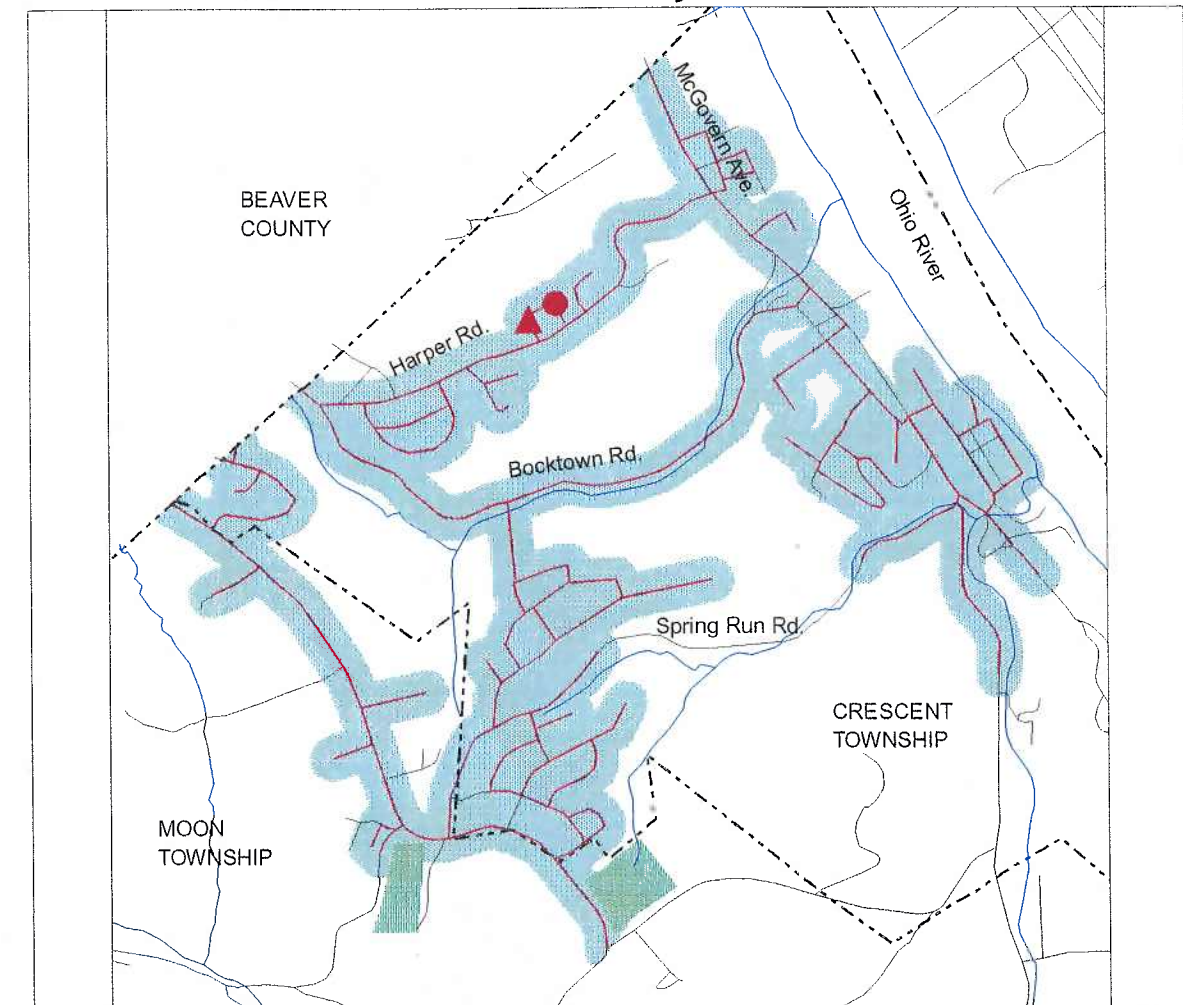 McGovern Ave.
BEAVER
COUNTY
Ohio River
Harper Rd.
Bocktown Rd.
Spring Run Rd.
CRESCENT
TOWNSHIP
MOON
TOWNSHIP